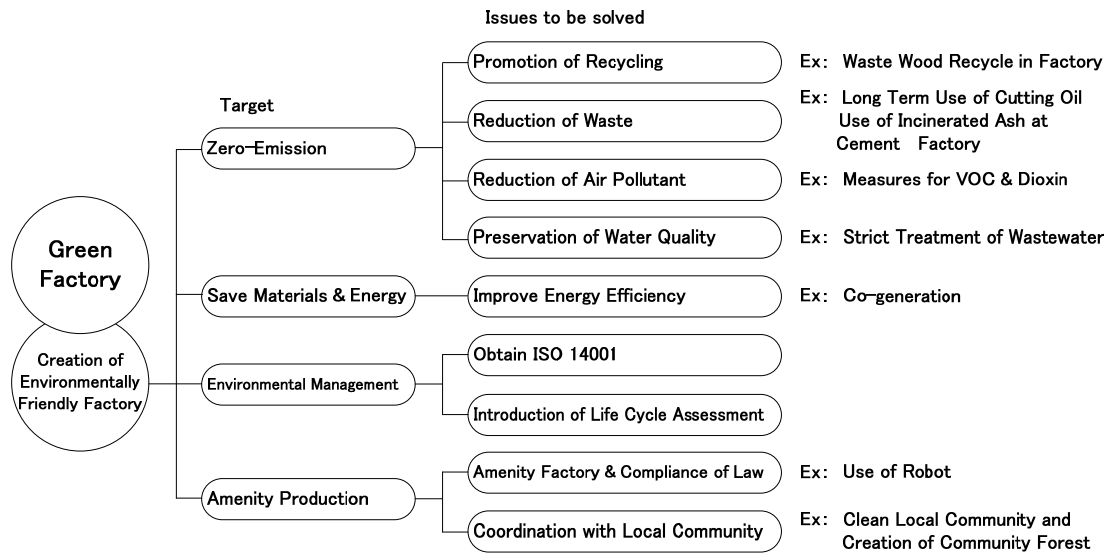 Issues to be solved
Target
Green
Factory
Creation of
Environmentally
Friendly Factory
Zero-Emission
Promotion of Recycling
Ex: Waste Wood Recycle in Factory
Reduction of Waste
Ex: Long Term Use of Cutting Oil
Use of Incinerated Ash at
Cement Factory
Reduction of Air Pollutant
Ex: Measures for VOC & Dioxin
Preservation of Water Quality
Ex: Strict Treatment of Wastewater
Save Materials & Energy
Improve Energy Efficiency
Ex: Co-generation
Environmental Management
Obtain ISO 14001
Introduction of Life Cycle Assessment
Amenity Production
Amenity Factory & Compliance of Law
Ex: Use of Robot
Coordination with Local Community
Ex: Clean Local Community and
Creation of Community Forest